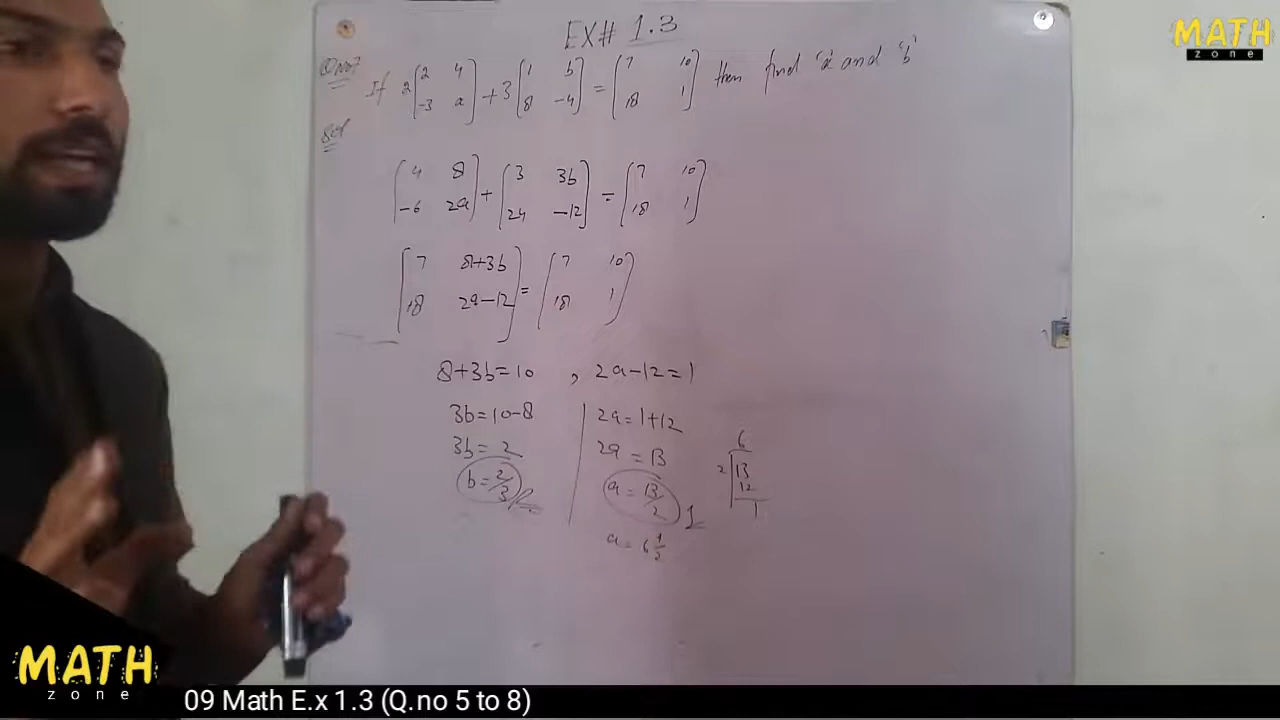 EX# 1.3
MATH
zone
Q.No7 If 2[2 4 -3 a] + 3[1 b 8 -4] = [7 10 18 1] then find 'a' and 'b'
Sol
[4 8 -6 2a] + [3 3b 24 -12] = [7 10 18 1]
[7 8+3b 18 2a-12] = [7 10 18 1]
8+3b=10 , 2a-12=1
3b=10-8
3b=2
b=2/3
2a=1+12
2a=13
a=13/2
a=6 1/2
6
2 13
12
1
MATH
zone
09 Math E.x 1.3 (Q.no 5 to 8)